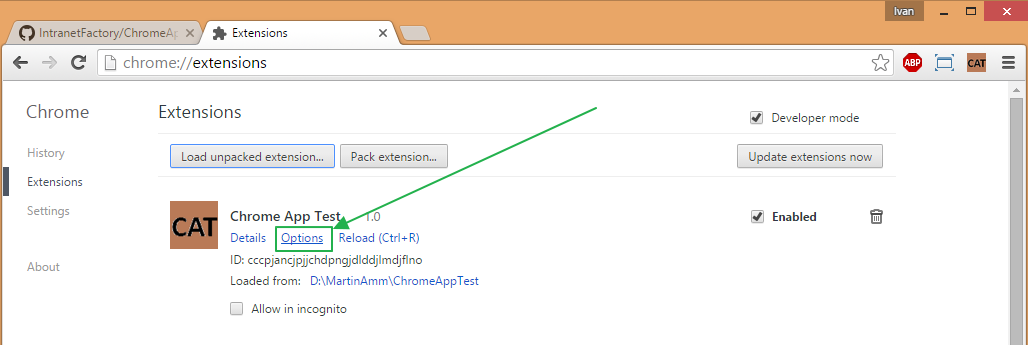 Ivan
IntranetFactory/ChromeAp
Extensions
chrome://extensions
ABP
CAT
Chrome
Extensions
Developer mode
History
Load unpacked extension...
Pack extension...
Update extensions now
Extensions
Settings
CAT
Chrome App Test 1.0
Enabled
Details Options Reload (Ctrl+R)
ID: cccpjancjpjjchdpngjdlddjlmdjflno
About
Loaded from: D:\MartinAmm\ChromeAppTest
Allow in incognito